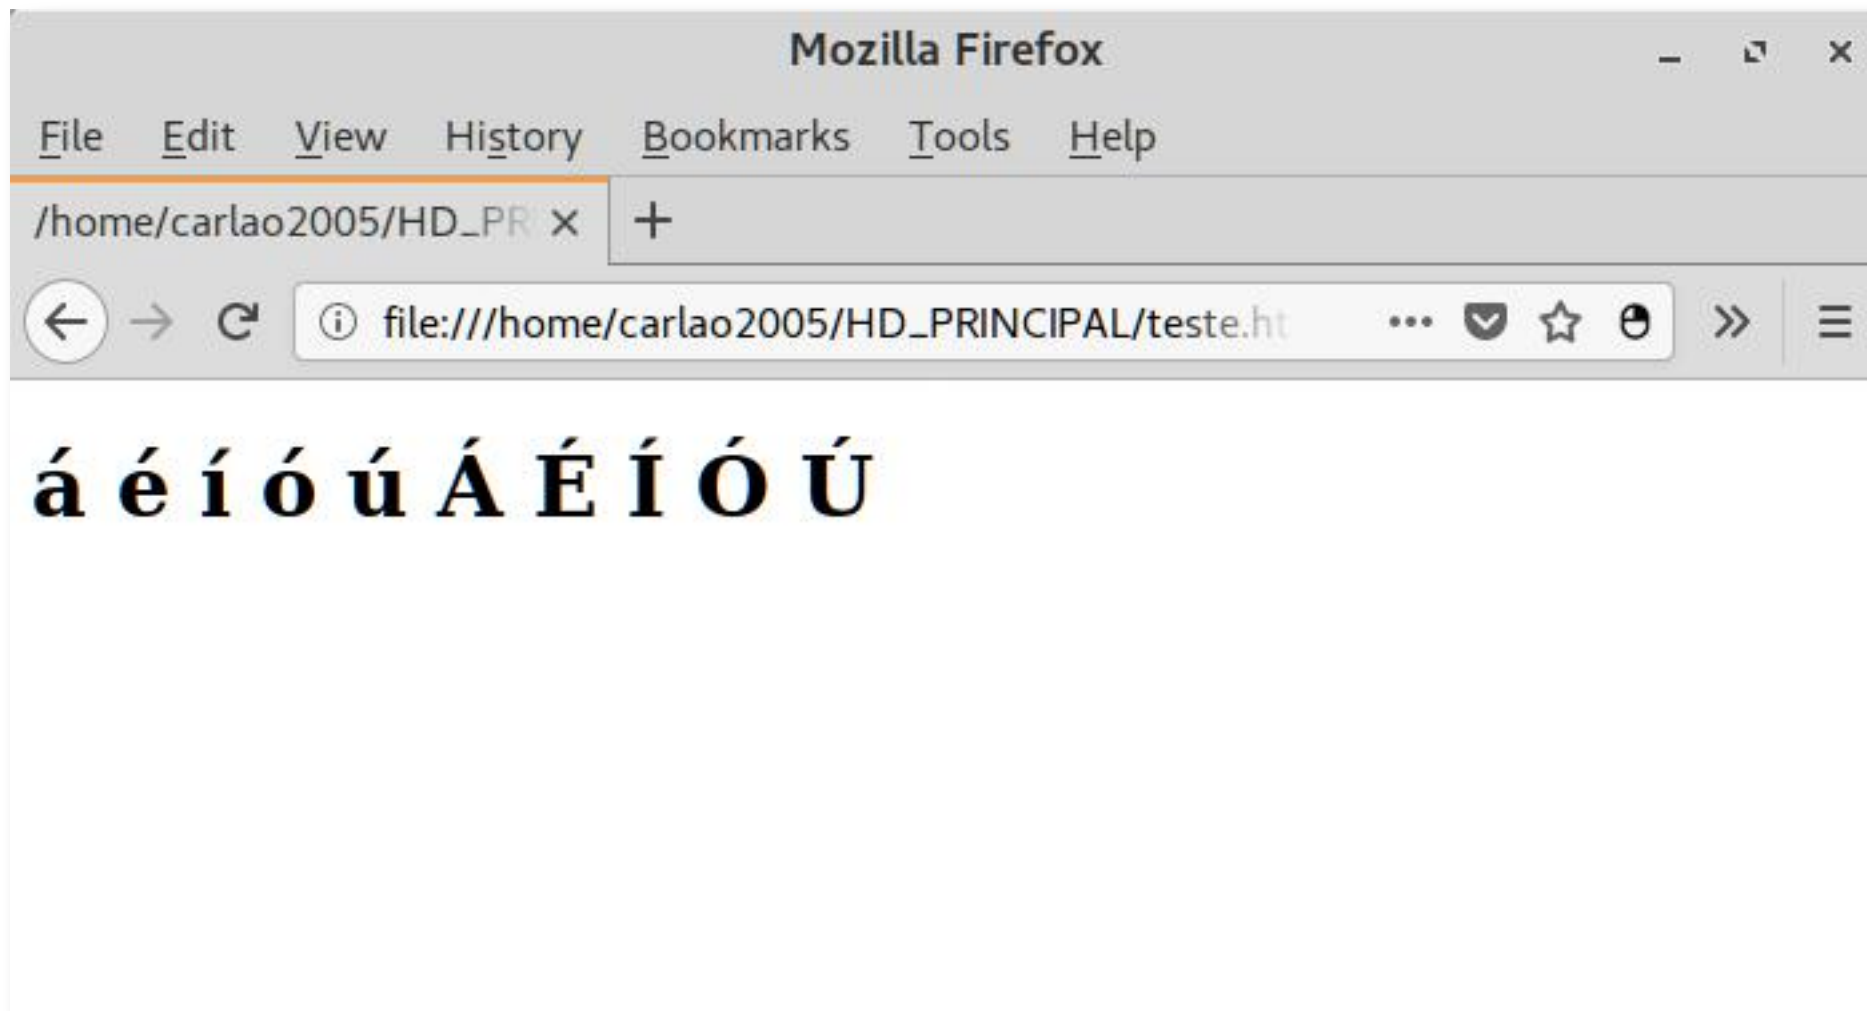 Mozilla Firefox
File Edit View History Bookmarks Tools Help
/home/carlao2005/HD_PR
file:///home/carlao2005/HD_PRINCIPAL/teste.ht
á é í ó ú Á É Í Ó Ú